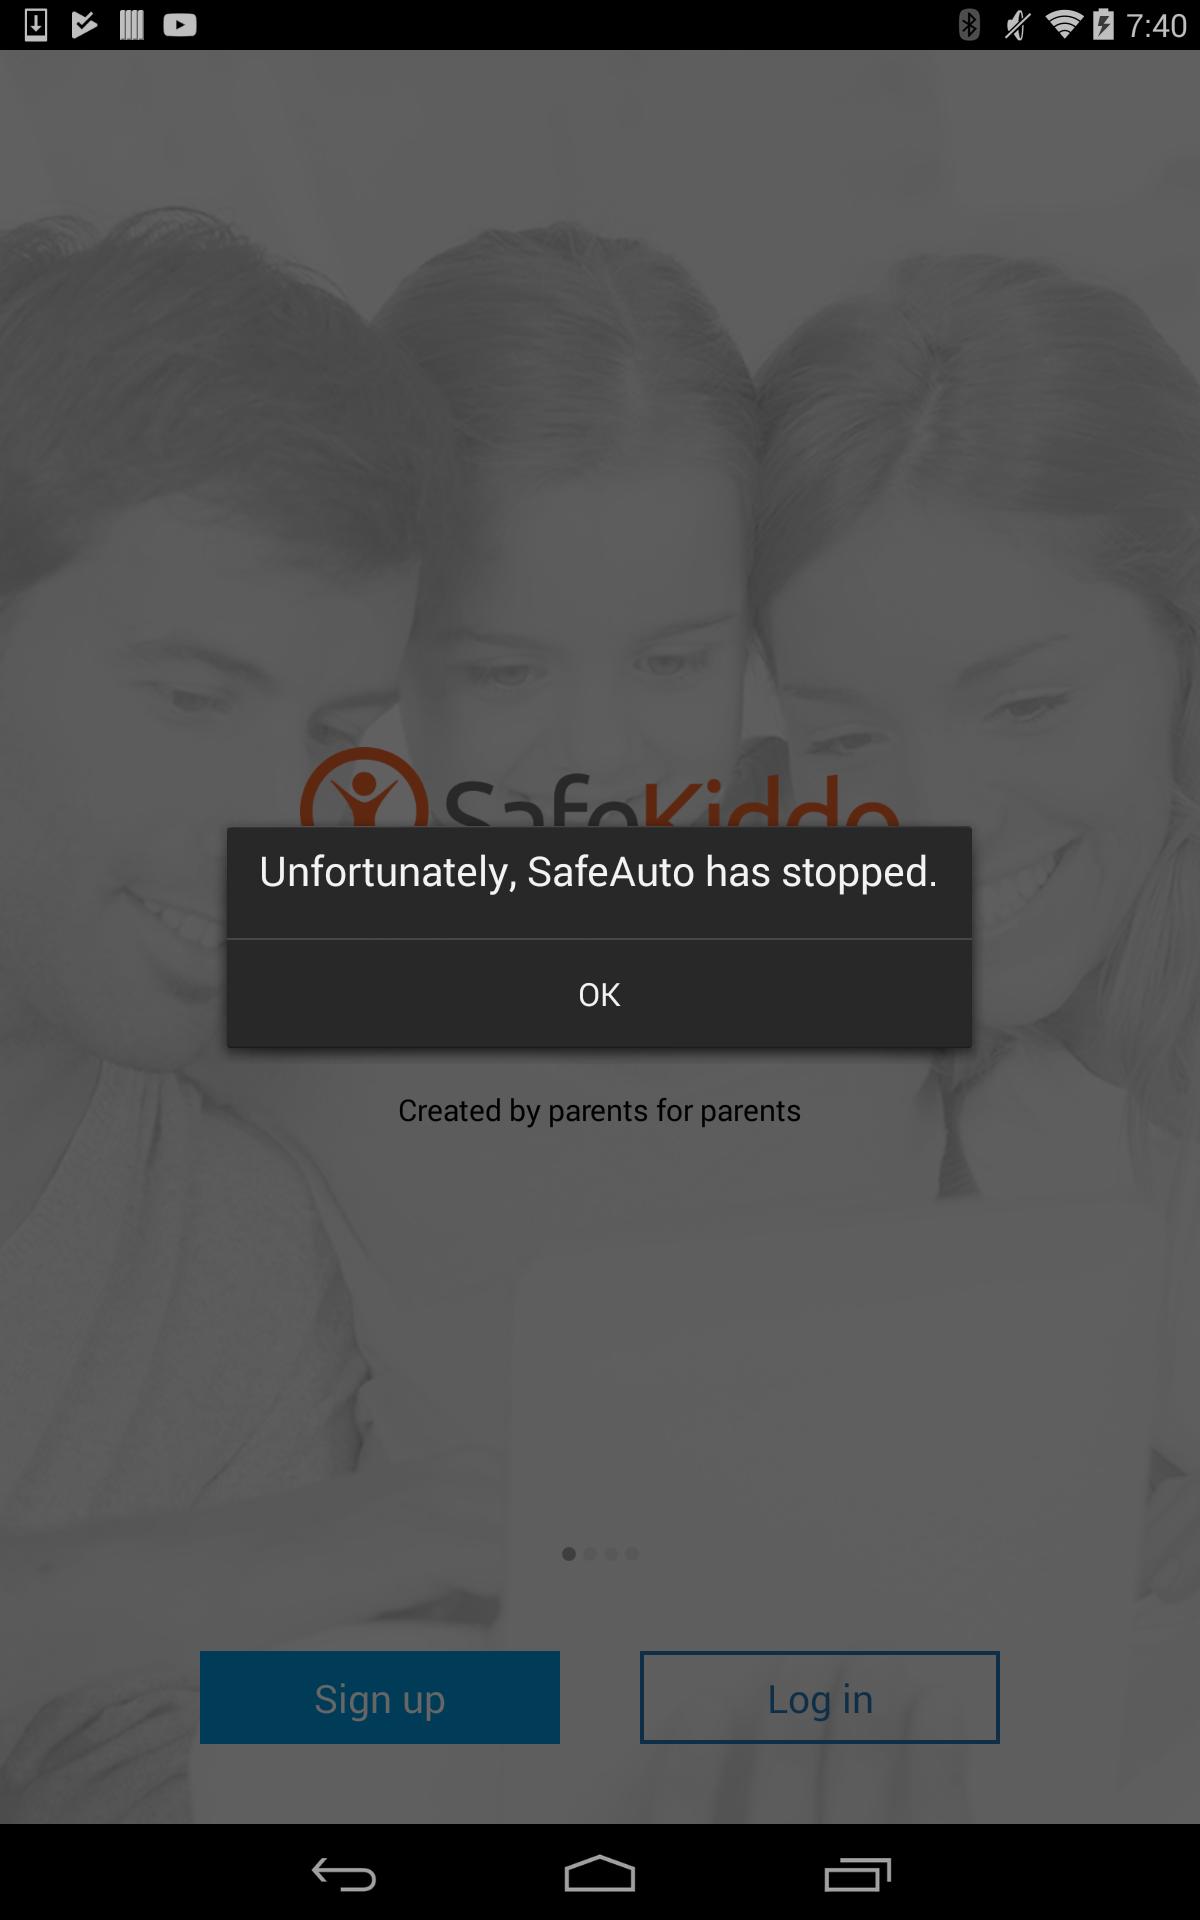 7:40
SafeKiddo
Unfortunately, SafeAuto has stopped.
OK
Created by parents for parents
Sign up
Log in